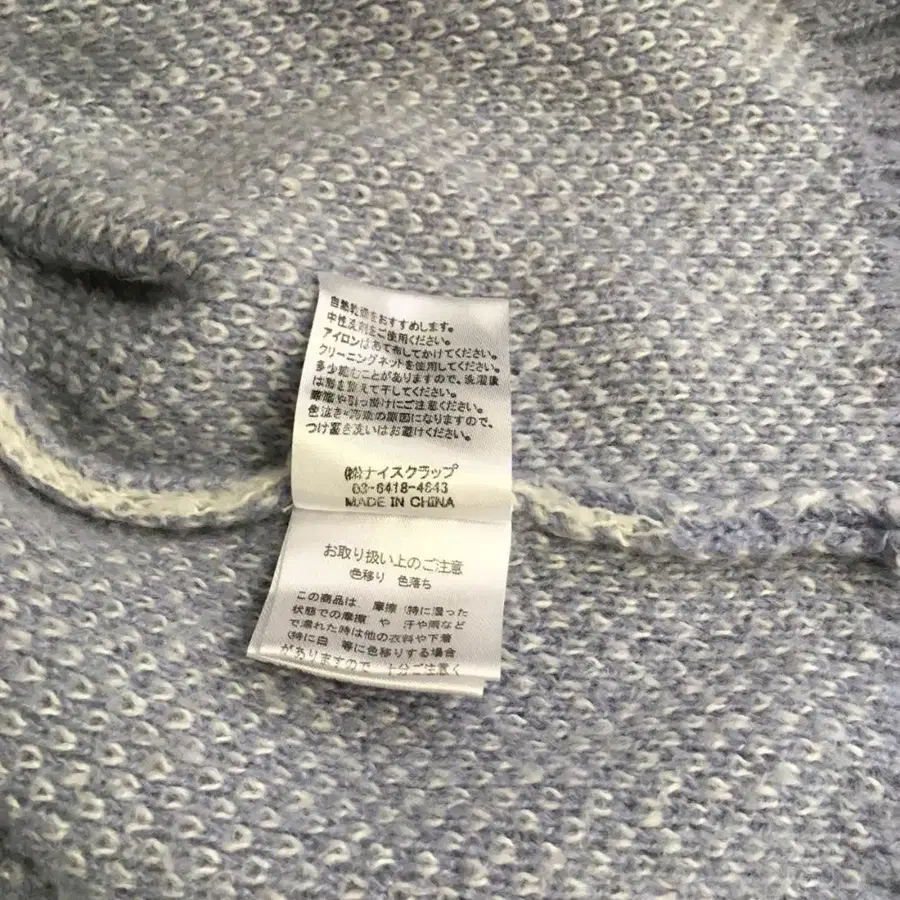 自然乾燥をおすすめします。
中性洗剤をご使用ください。
アイロンはあて布してかけてください。
クリーニングネットを使用してください。
多少縮むことがありますので、洗濯後
は形を整えて干してください。
摩擦や引っ掛けにご注意ください。
色泣き・汚染の原因になりますので、
つけ置き洗いはお避けください。
㈱ナイスクラップ
03-6418-4643
MADE IN CHINA
お取り扱い上のご注意
色移り 色落ち
この商品は、摩擦(特に湿った
状態での摩擦)や 汗や雨など
で濡れた時は他の衣料や下着
(特に白)等に色移りする場合
がありますので 十分ご注意く